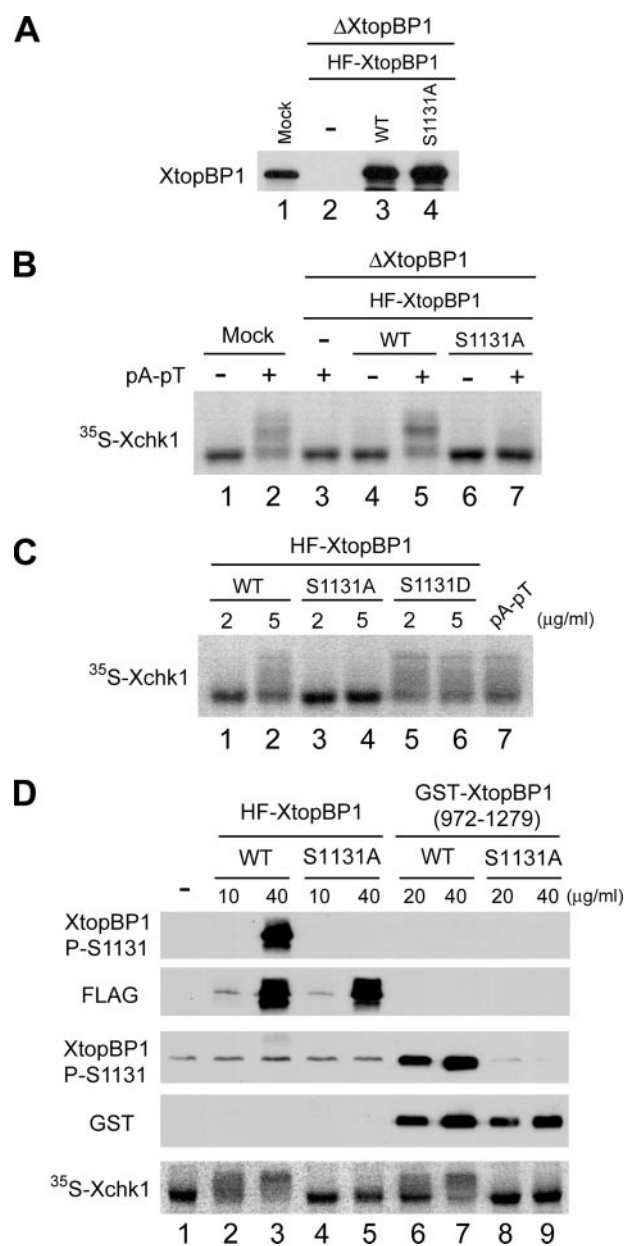 A
ΔXtopBP1
HF-XtopBP1
Mock - WT S1131A
XtopBP1
1 2 3 4
B
ΔXtopBP1
HF-XtopBP1
Mock - WT S1131A
pA-pT - + + - + - +
³⁵S-Xchk1
1 2 3 4 5 6 7
C
HF-XtopBP1
WT S1131A S1131D pA-pT
2 5 2 5 2 5 (μg/ml)
³⁵S-Xchk1
1 2 3 4 5 6 7
D
HF-XtopBP1 GST-XtopBP1
(972-1279)
- WT S1131A WT S1131A
10 40 10 40 20 40 20 40 (μg/ml)
XtopBP1
P-S1131
FLAG
XtopBP1
P-S1131
GST
³⁵S-Xchk1
1 2 3 4 5 6 7 8 9